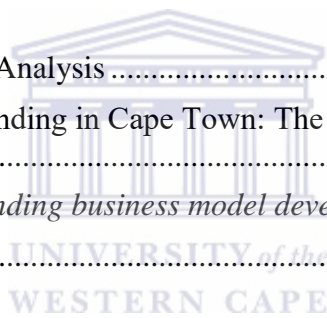 Analysis ..............................
nding in Cape Town: The
..............................................
nding business model deve
..............................................
UNIVERSITY of the
WESTERN CAPE